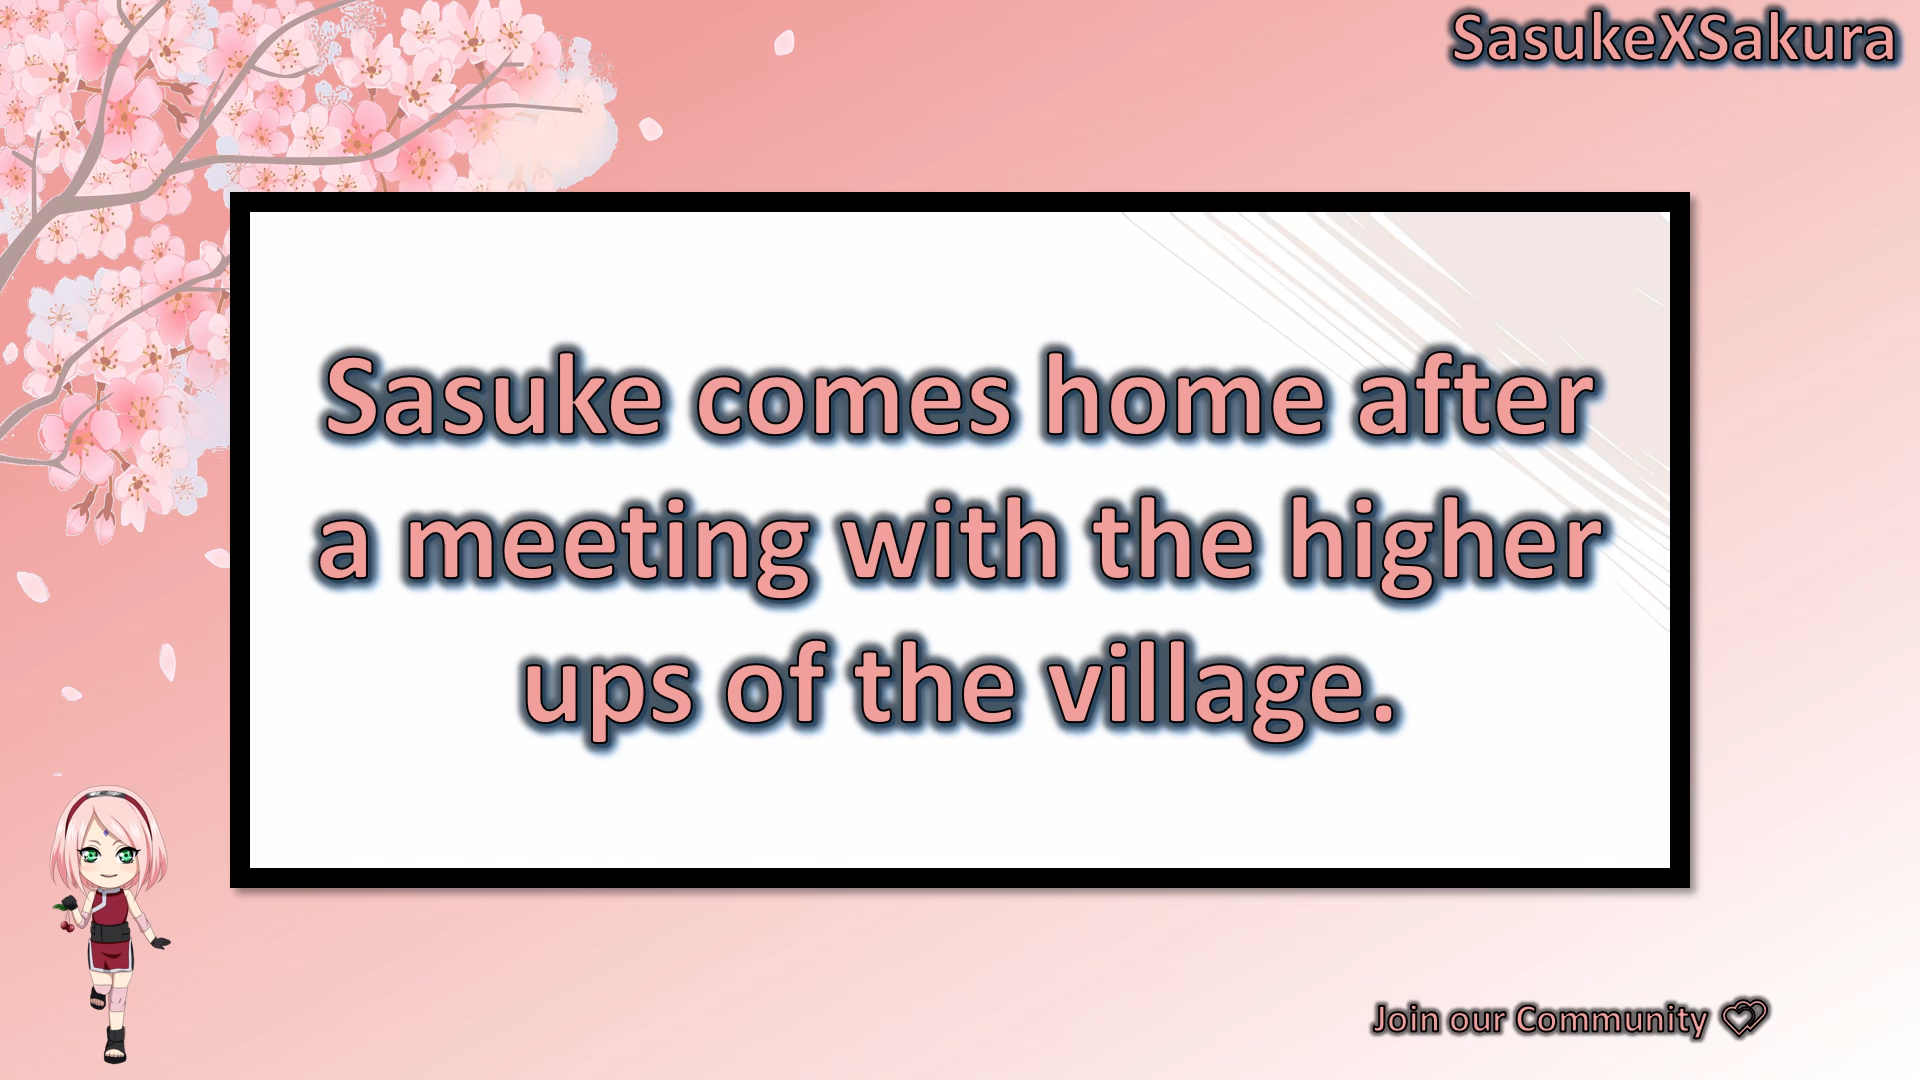 SasukeXSakura
Sasuke comes home after
a meeting with the higher
ups of the village.
Join our Community